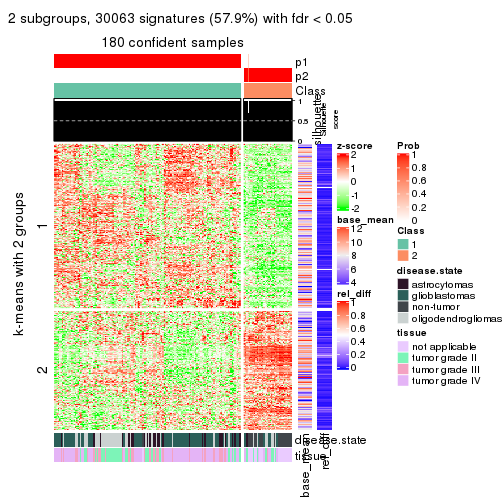 2 subgroups, 30063 signatures (57.9%) with fdr < 0.05
180 confident samples
p1
p2
Class
1
0.5
0
silhouette
Silhouette
score
k-means with 2 groups
1
2
z-score
2
1
0
-1
-2
base_mean
12
10
8
6
4
rel_diff
1
0.8
0.6
0.4
0.2
0
Prob
1
0.8
0.6
0.4
0.2
0
Class
1
2
disease.state
astrocytomas
glioblastomas
non-tumor
oligodendrogliomas
tissue
not applicable
tumor grade II
tumor grade III
tumor grade IV
disease.state
tissue
base_mean
rel_diff